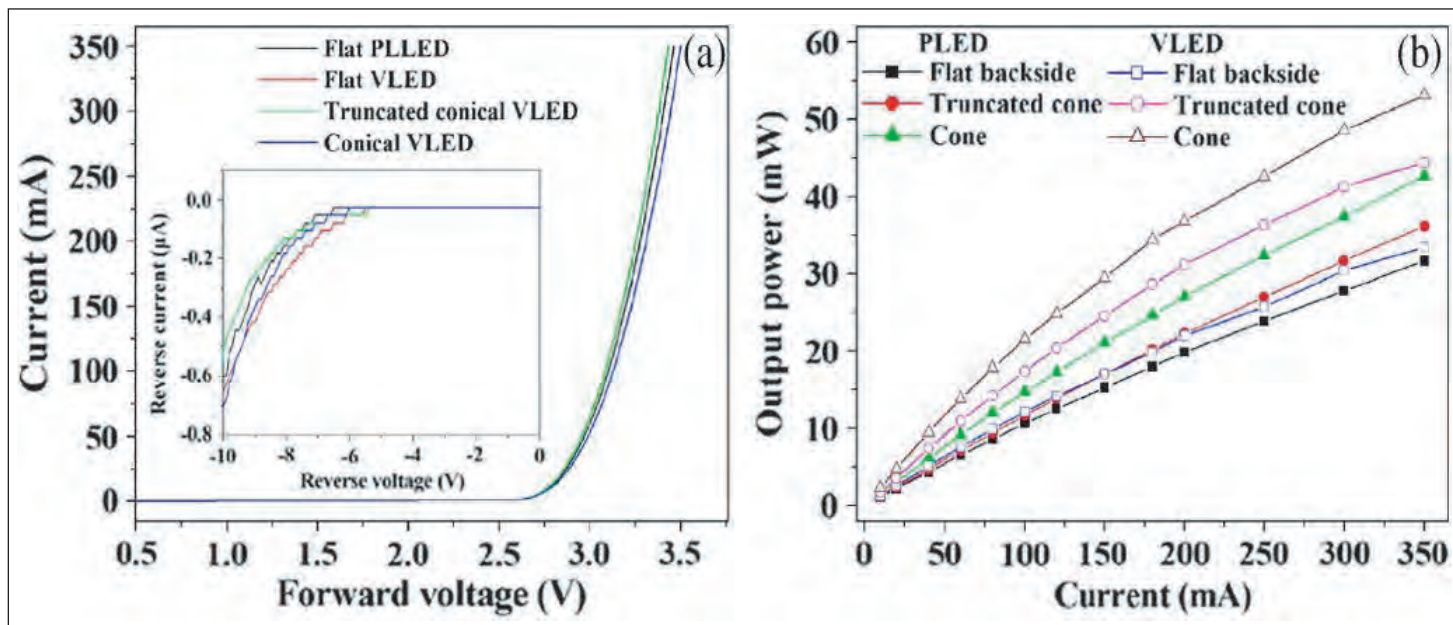 (a)
Flat PLLED
Flat VLED
Truncated conical VLED
Conical VLED
Current (mA)
350
300
250
200
150
100
50
0
0.5 1.0 1.5 2.0 2.5 3.0 3.5
Forward voltage (V)
Reverse current (μA)
0.0
-0.2
-0.4
-0.6
-0.8
-10 -8 -6 -4 -2 0
Reverse voltage (V)
(b)
PLED VLED
Flat backside Flat backside
Truncated cone Truncated cone
Cone Cone
Output power (mW)
60
50
40
30
20
10
0
0 50 100 150 200 250 300 350
Current (mA)